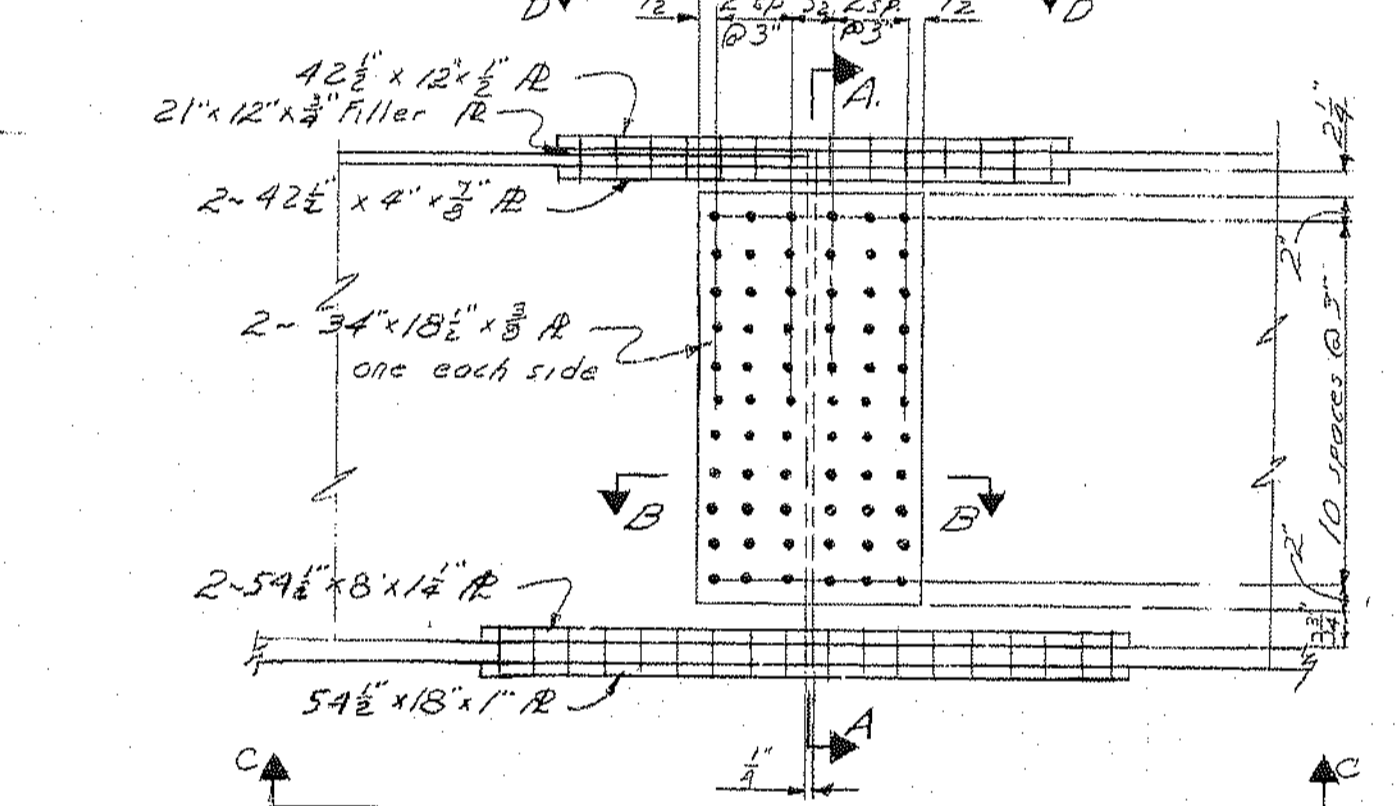 D 1½ 2 sp. 3½ 2 sp. 1½ D
@3" @3"
42½" x 12" x ½" PL
A.
21" x 12" x ¾" Filler PL
2¼"
2~42½" x 4" x ⅞" PL
2"
2~34" x 18½" x ⅜" PL
one each side
10 spaces @ 3"
B B
2"
2~54½" x 8" x 1¼" PL
54½" x 18" x 1" PL
A
¼"
C C